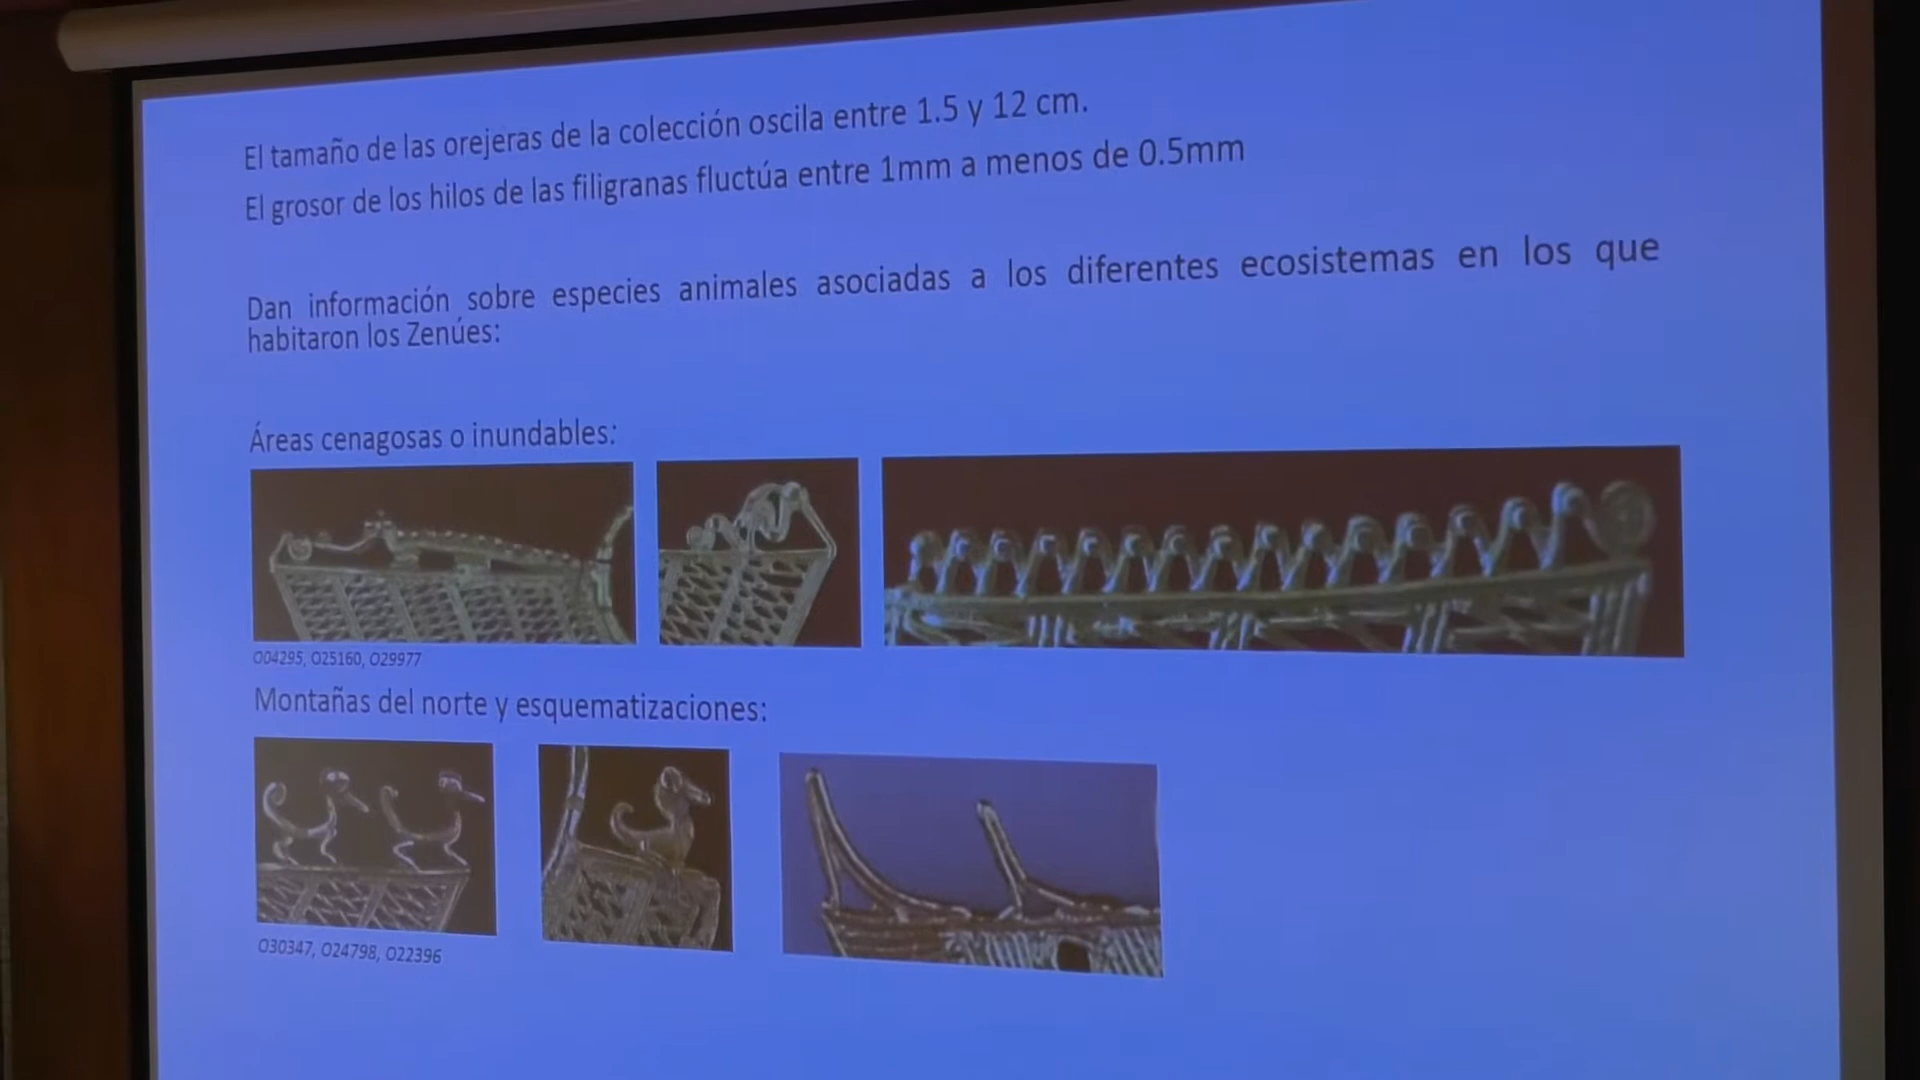 El tamaño de las orejeras de la colección oscila entre 1.5 y 12 cm.
El grosor de los hilos de las filigranas fluctúa entre 1mm a menos de 0.5mm
Dan información sobre especies animales asociadas a los diferentes ecosistemas en los que
habitaron los Zenúes:
Áreas cenagosas o inundables:
O04295, O25160, O29977
Montañas del norte y esquematizaciones:
O30347, O24798, O22396